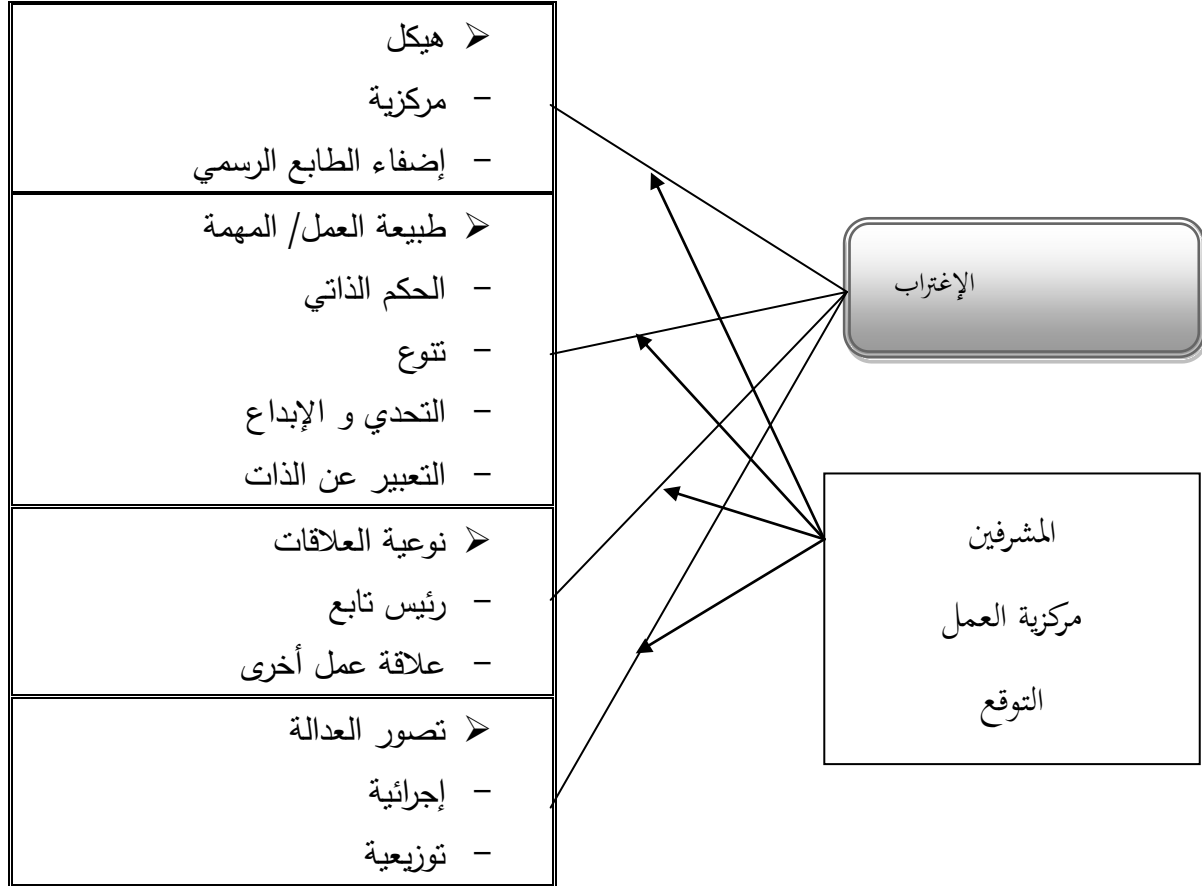 ➢ هيكل
- مركزية
- إضفاء الطابع الرسمي
➢ طبيعة العمل/ المهمة
- الحكم الذاتي
- تنوع
- التحدي و الإبداع
- التعبير عن الذات
➢ نوعية العلاقات
- رئيس تابع
- علاقة عمل أخرى
➢ تصور العدالة
- إجرائية
- توزيعية
الإغتراب
المشرفين
مركزية العمل
التوقع